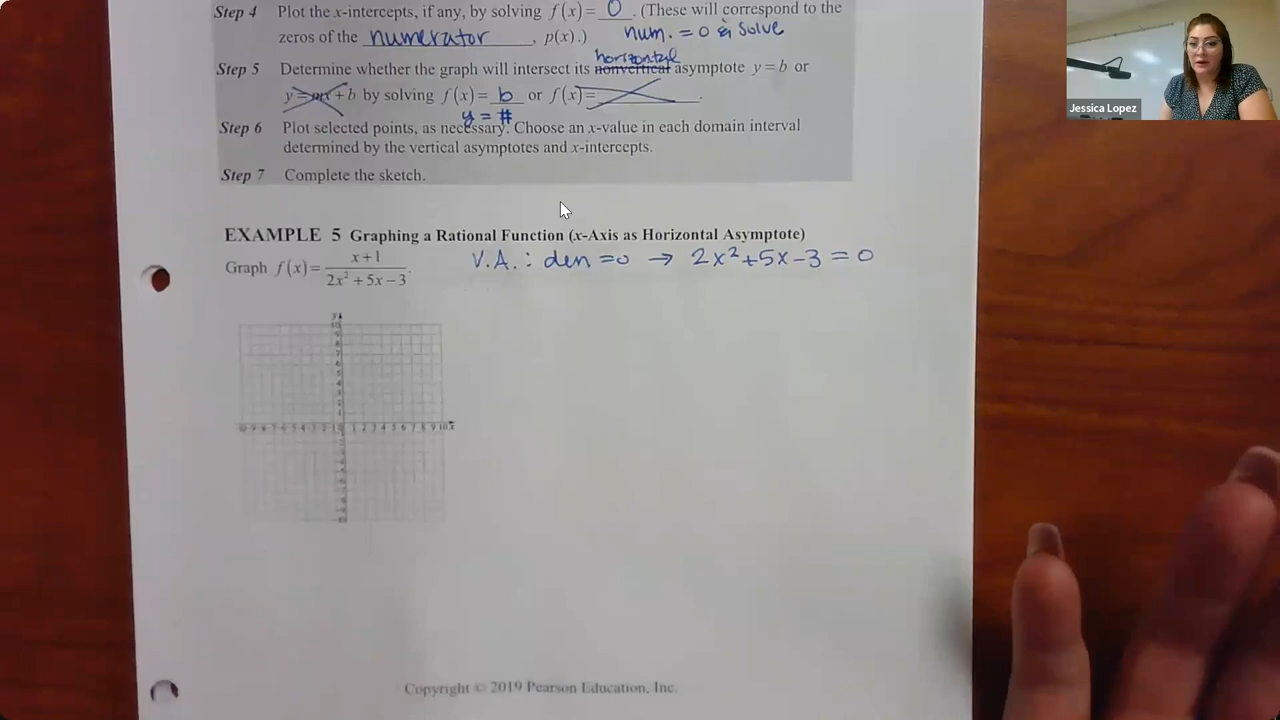 Step 4 Plot the x-intercepts, if any, by solving f(x) = 0. (These will correspond to the
zeros of the numerator, p(x).) num. = 0 & solve
horizontal
Step 5 Determine whether the graph will intersect its nonvertical asymptote y = b or
y = mx + b by solving f(x) = b or f(x) = .
y = #
Step 6 Plot selected points, as necessary. Choose an x-value in each domain interval
determined by the vertical asymptotes and x-intercepts.
Step 7 Complete the sketch.
Jessica Lopez
EXAMPLE 5 Graphing a Rational Function (x-Axis as Horizontal Asymptote)
Graph f(x) = (x+1)/(2x² + 5x − 3).
V.A.: den = 0 → 2x² + 5x − 3 = 0
Copyright © 2019 Pearson Education, Inc.